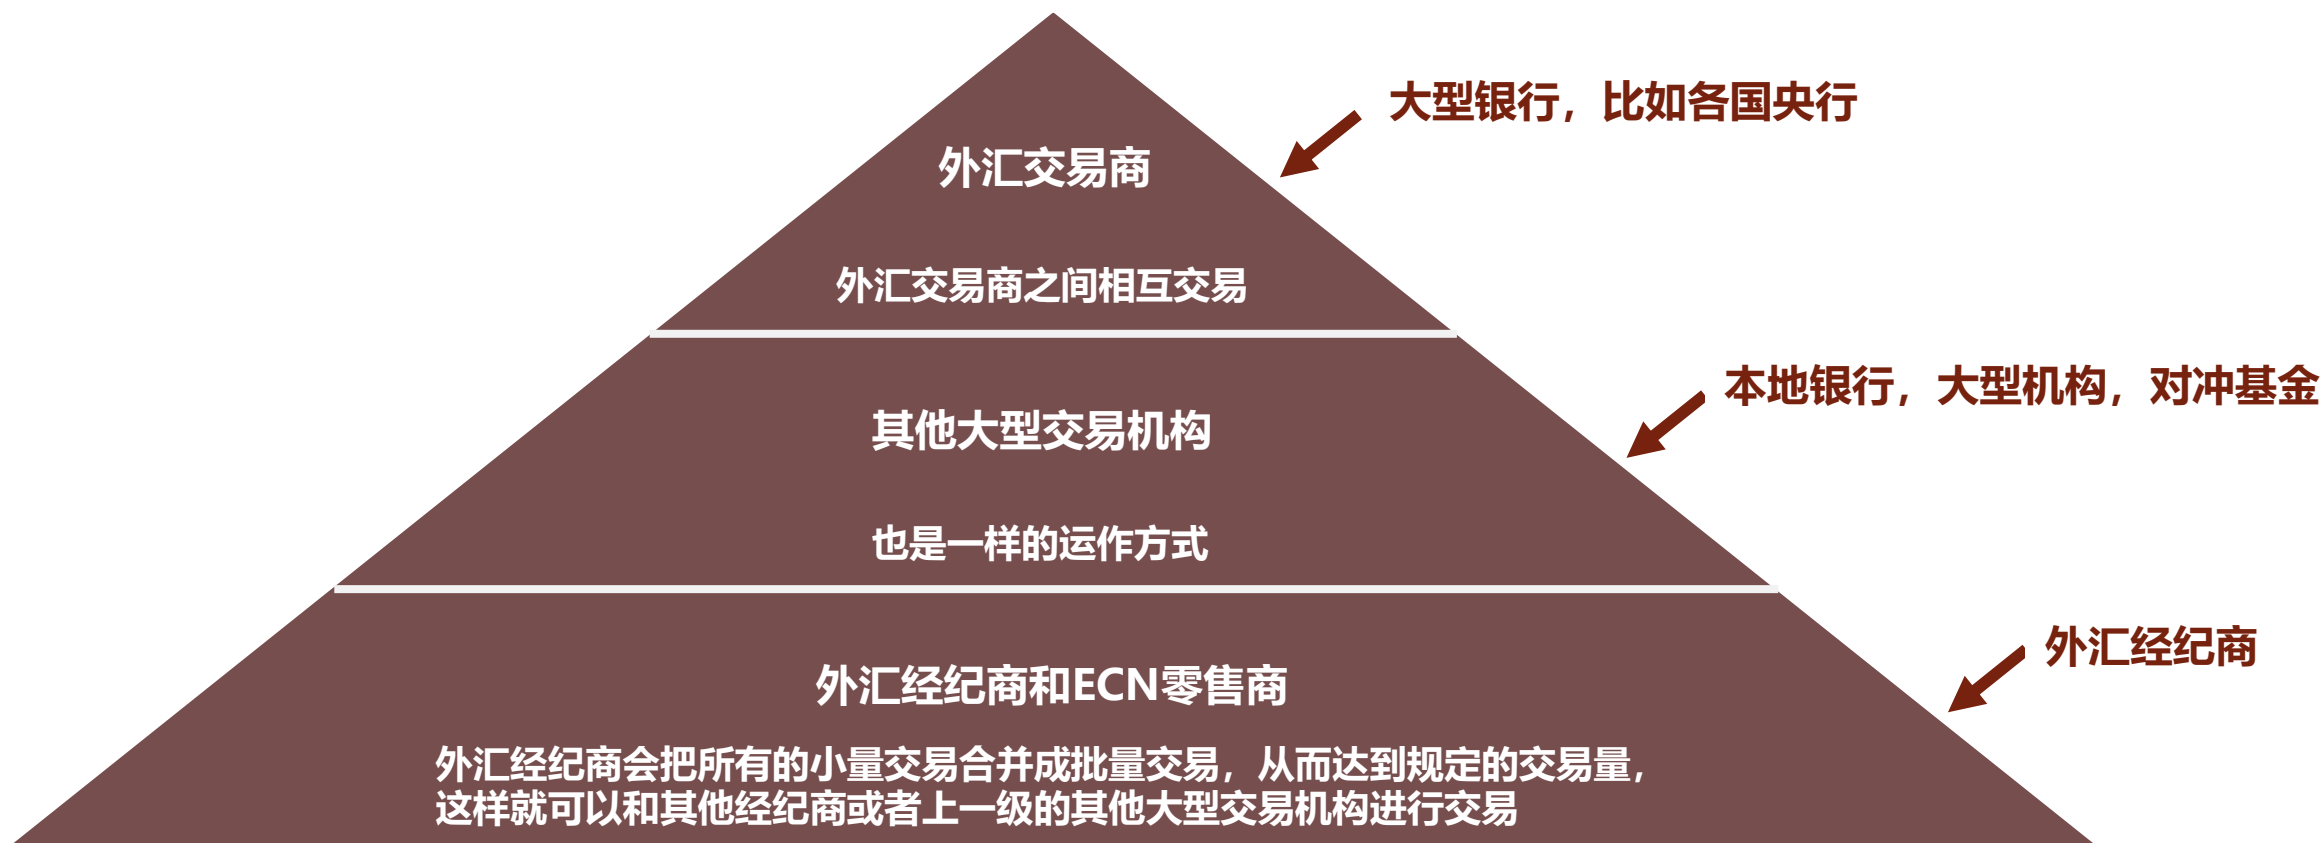 大型银行，比如各国央行
外汇交易商
外汇交易商之间相互交易
本地银行，大型机构，对冲基金
其他大型交易机构
也是一样的运作方式
外汇经纪商
外汇经纪商和ECN零售商
外汇经纪商会把所有的小量交易合并成批量交易，从而达到规定的交易量，
这样就可以和其他经纪商或者上一级的其他大型交易机构进行交易